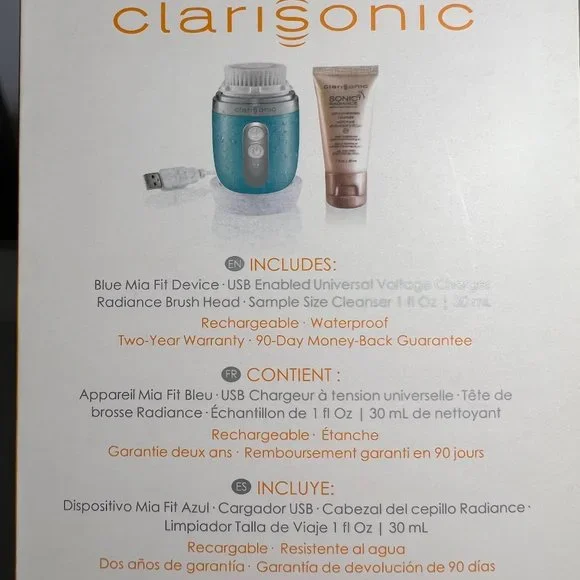 clarisonic
clarisonic
SONIC
RADIANCE
EN INCLUDES:
Blue Mia Fit Device · USB Enabled Universal Voltage Charger
Radiance Brush Head · Sample Size Cleanser 1 fl Oz | 30 mL
Rechargeable · Waterproof
Two-Year Warranty · 90-Day Money-Back Guarantee
FR CONTIENT :
Appareil Mia Fit Bleu · USB Chargeur à tension universelle · Tête de
brosse Radiance · Échantillon de 1 fl Oz | 30 mL de nettoyant
Rechargeable · Étanche
Garantie deux ans · Remboursement garanti en 90 jours
ES INCLUYE:
Dispositivo Mia Fit Azul · Cargador USB · Cabezal del cepillo Radiance ·
Limpiador Talla de Viaje 1 fl Oz | 30 mL
Recargable · Resistente al agua
Dos años de garantía · Garantía de devolución de 90 días